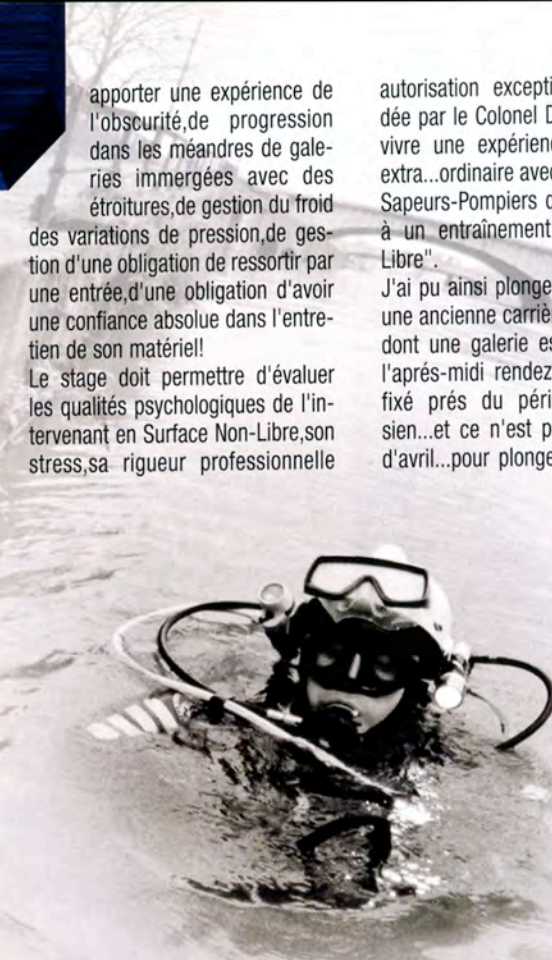 apporter une expérience de
l'obscurité,de progression
dans les méandres de gale-
ries immergées avec des
étroitures,de gestion du froid
des variations de pression,de ges-
tion d'une obligation de ressortir par
une entrée,d'une obligation d'avoir
une confiance absolue dans l'entre-
tien de son matériel!
Le stage doit permettre d'évaluer
les qualités psychologiques de l'in-
tervenant en Surface Non-Libre,son
stress,sa rigueur professionnelle
autorisation excepti
dée par le Colonel D
vivre une expérienc
extra...ordinaire avec
Sapeurs-Pompiers d
à un entraînement
Libre".
J'ai pu ainsi plonge
une ancienne carriè
dont une galerie es
l'aprés-midi rendez
fixé prés du péri
sien...et ce n'est p
d'avril...pour plonge